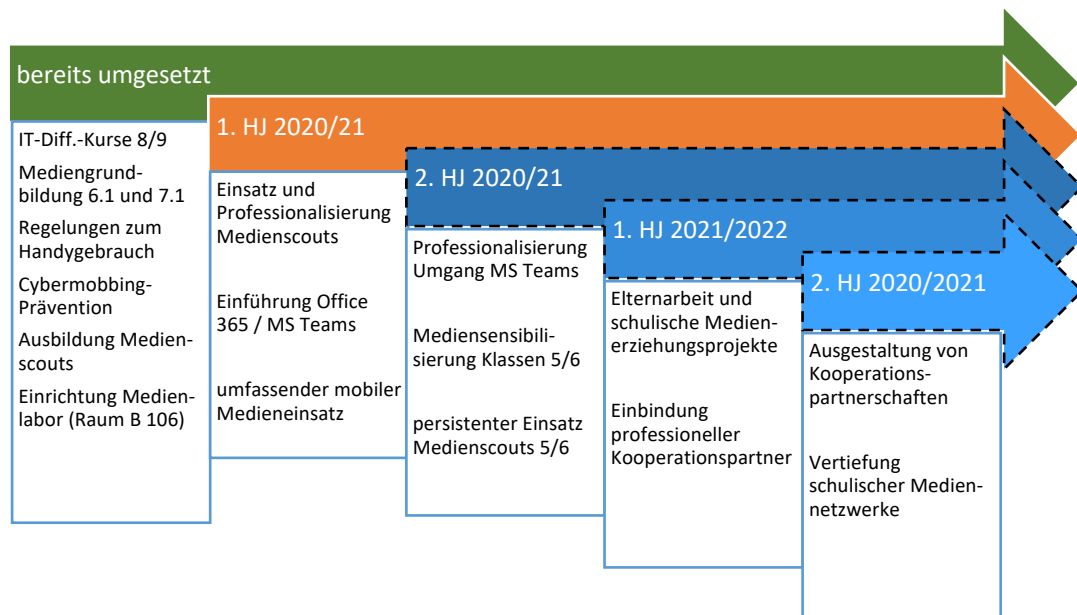 bereits umgesetzt
IT-Diff.-Kurse 8/9
Mediengrund-
bildung 6.1 und 7.1
Regelungen zum
Handygebrauch
Cybermobbing-
Prävention
Ausbildung Medien-
scouts
Einrichtung Medien-
labor (Raum B 106)
1. HJ 2020/21
Einsatz und
Professionalisierung
Medienscouts
Einführung Office
365 / MS Teams
umfassender mobiler
Medieneinsatz
2. HJ 2020/21
Professionalisierung
Umgang MS Teams
Mediensensibili-
sierung Klassen 5/6
persistenter Einsatz
Medienscouts 5/6
1. HJ 2021/2022
Elternarbeit und
schulische Medien-
erziehungsprojekte
Einbindung
professioneller
Kooperationspartner
2. HJ 2020/2021
Ausgestaltung von
Kooperations-
partnerschaften
Vertiefung
schulischer Medien-
netzwerke